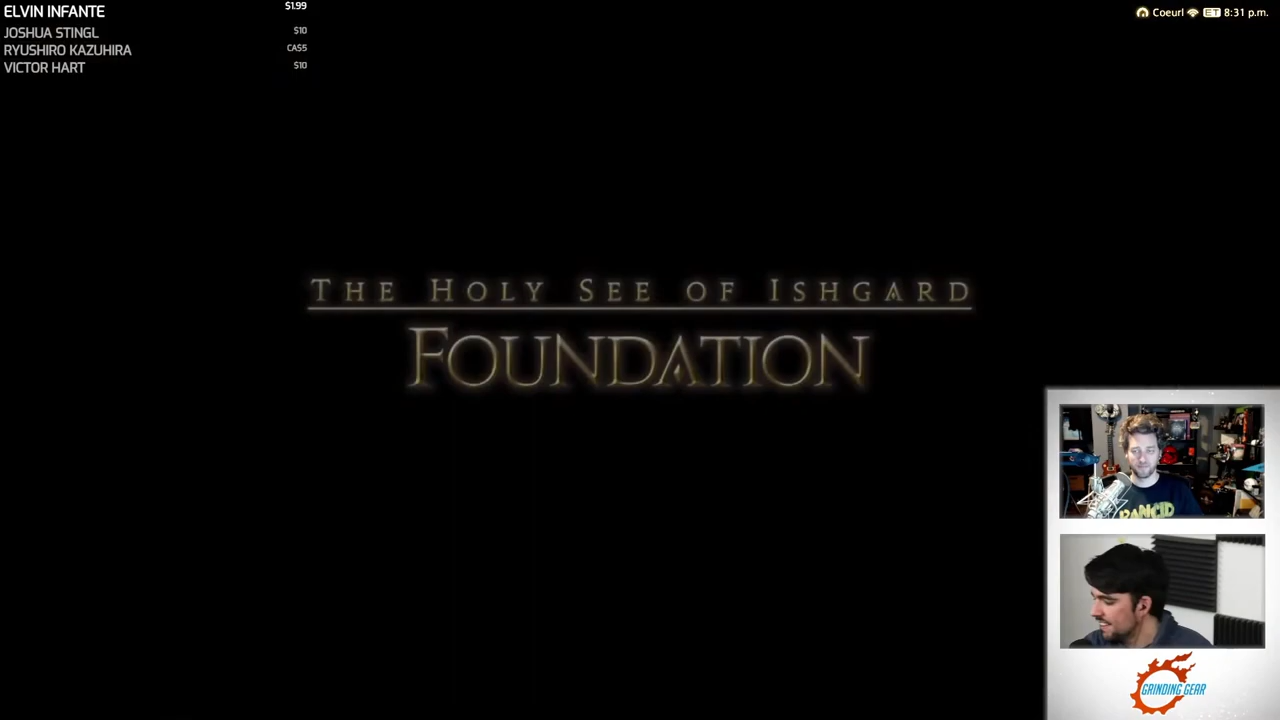 ELVIN INFANTE $1.99
JOSHUA STINGL $10
RYUSHIRO KAZUHIRA CA$5
VICTOR HART $10
Coeurl ET 8:31 p.m.
THE HOLY SEE OF ISHGARD
FOUNDATION
RANCID
GRINDING GEAR